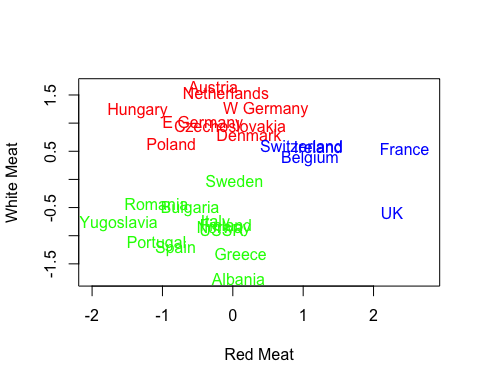 Austria
Netherlands
Hungary
W Germany
E Germany
Czechoslovakia
Denmark
Poland
Switzerland
Ireland
France
Belgium
Sweden
Romania
Bulgaria
UK
Yugoslavia
Italy
USSR
Portugal
Spain
Greece
Albania
1.5
0.5
-0.5
-1.5
White Meat
-2 -1 0 1 2
Red Meat